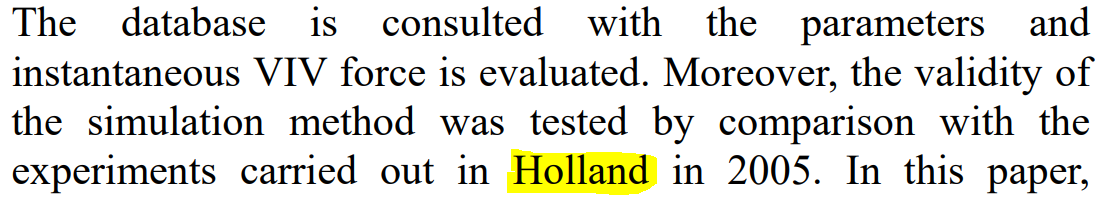 The database is consulted with the parameters and
instantaneous VIV force is evaluated. Moreover, the validity of
the simulation method was tested by comparison with the
experiments carried out in Holland in 2005. In this paper,